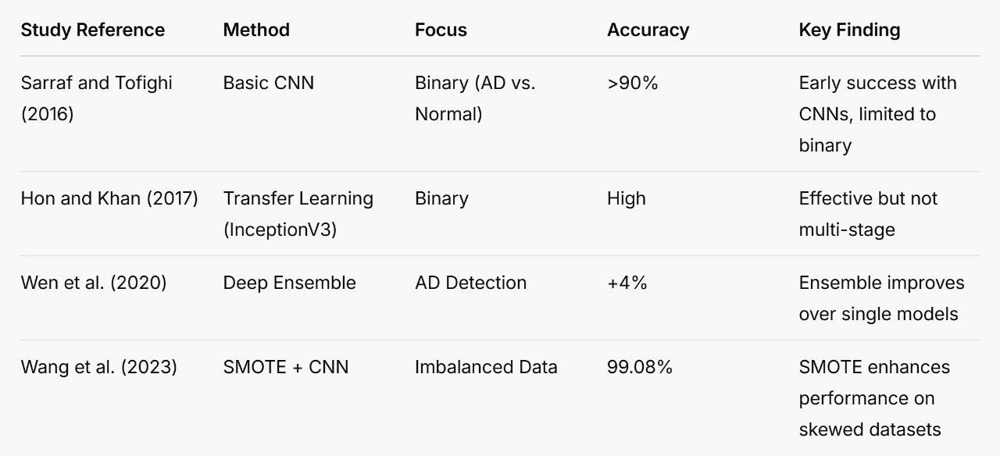 Study Reference Method Focus Accuracy Key Finding
Sarraf and Tofighi Basic CNN Binary (AD vs. >90% Early success with
(2016) Normal) CNNs, limited to
binary
Hon and Khan (2017) Transfer Learning Binary High Effective but not
(InceptionV3) multi-stage
Wen et al. (2020) Deep Ensemble AD Detection +4% Ensemble improves
over single models
Wang et al. (2023) SMOTE + CNN Imbalanced Data 99.08% SMOTE enhances
performance on
skewed datasets